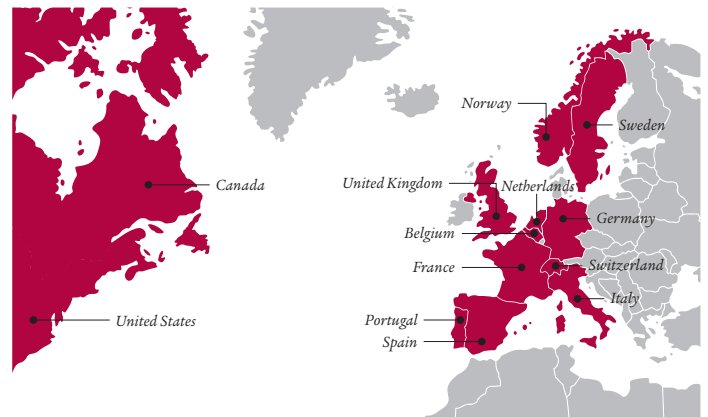 Norway
Sweden
Canada
United Kingdom
Netherlands
Germany
Belgium
France
Switzerland
Italy
United States
Portugal
Spain